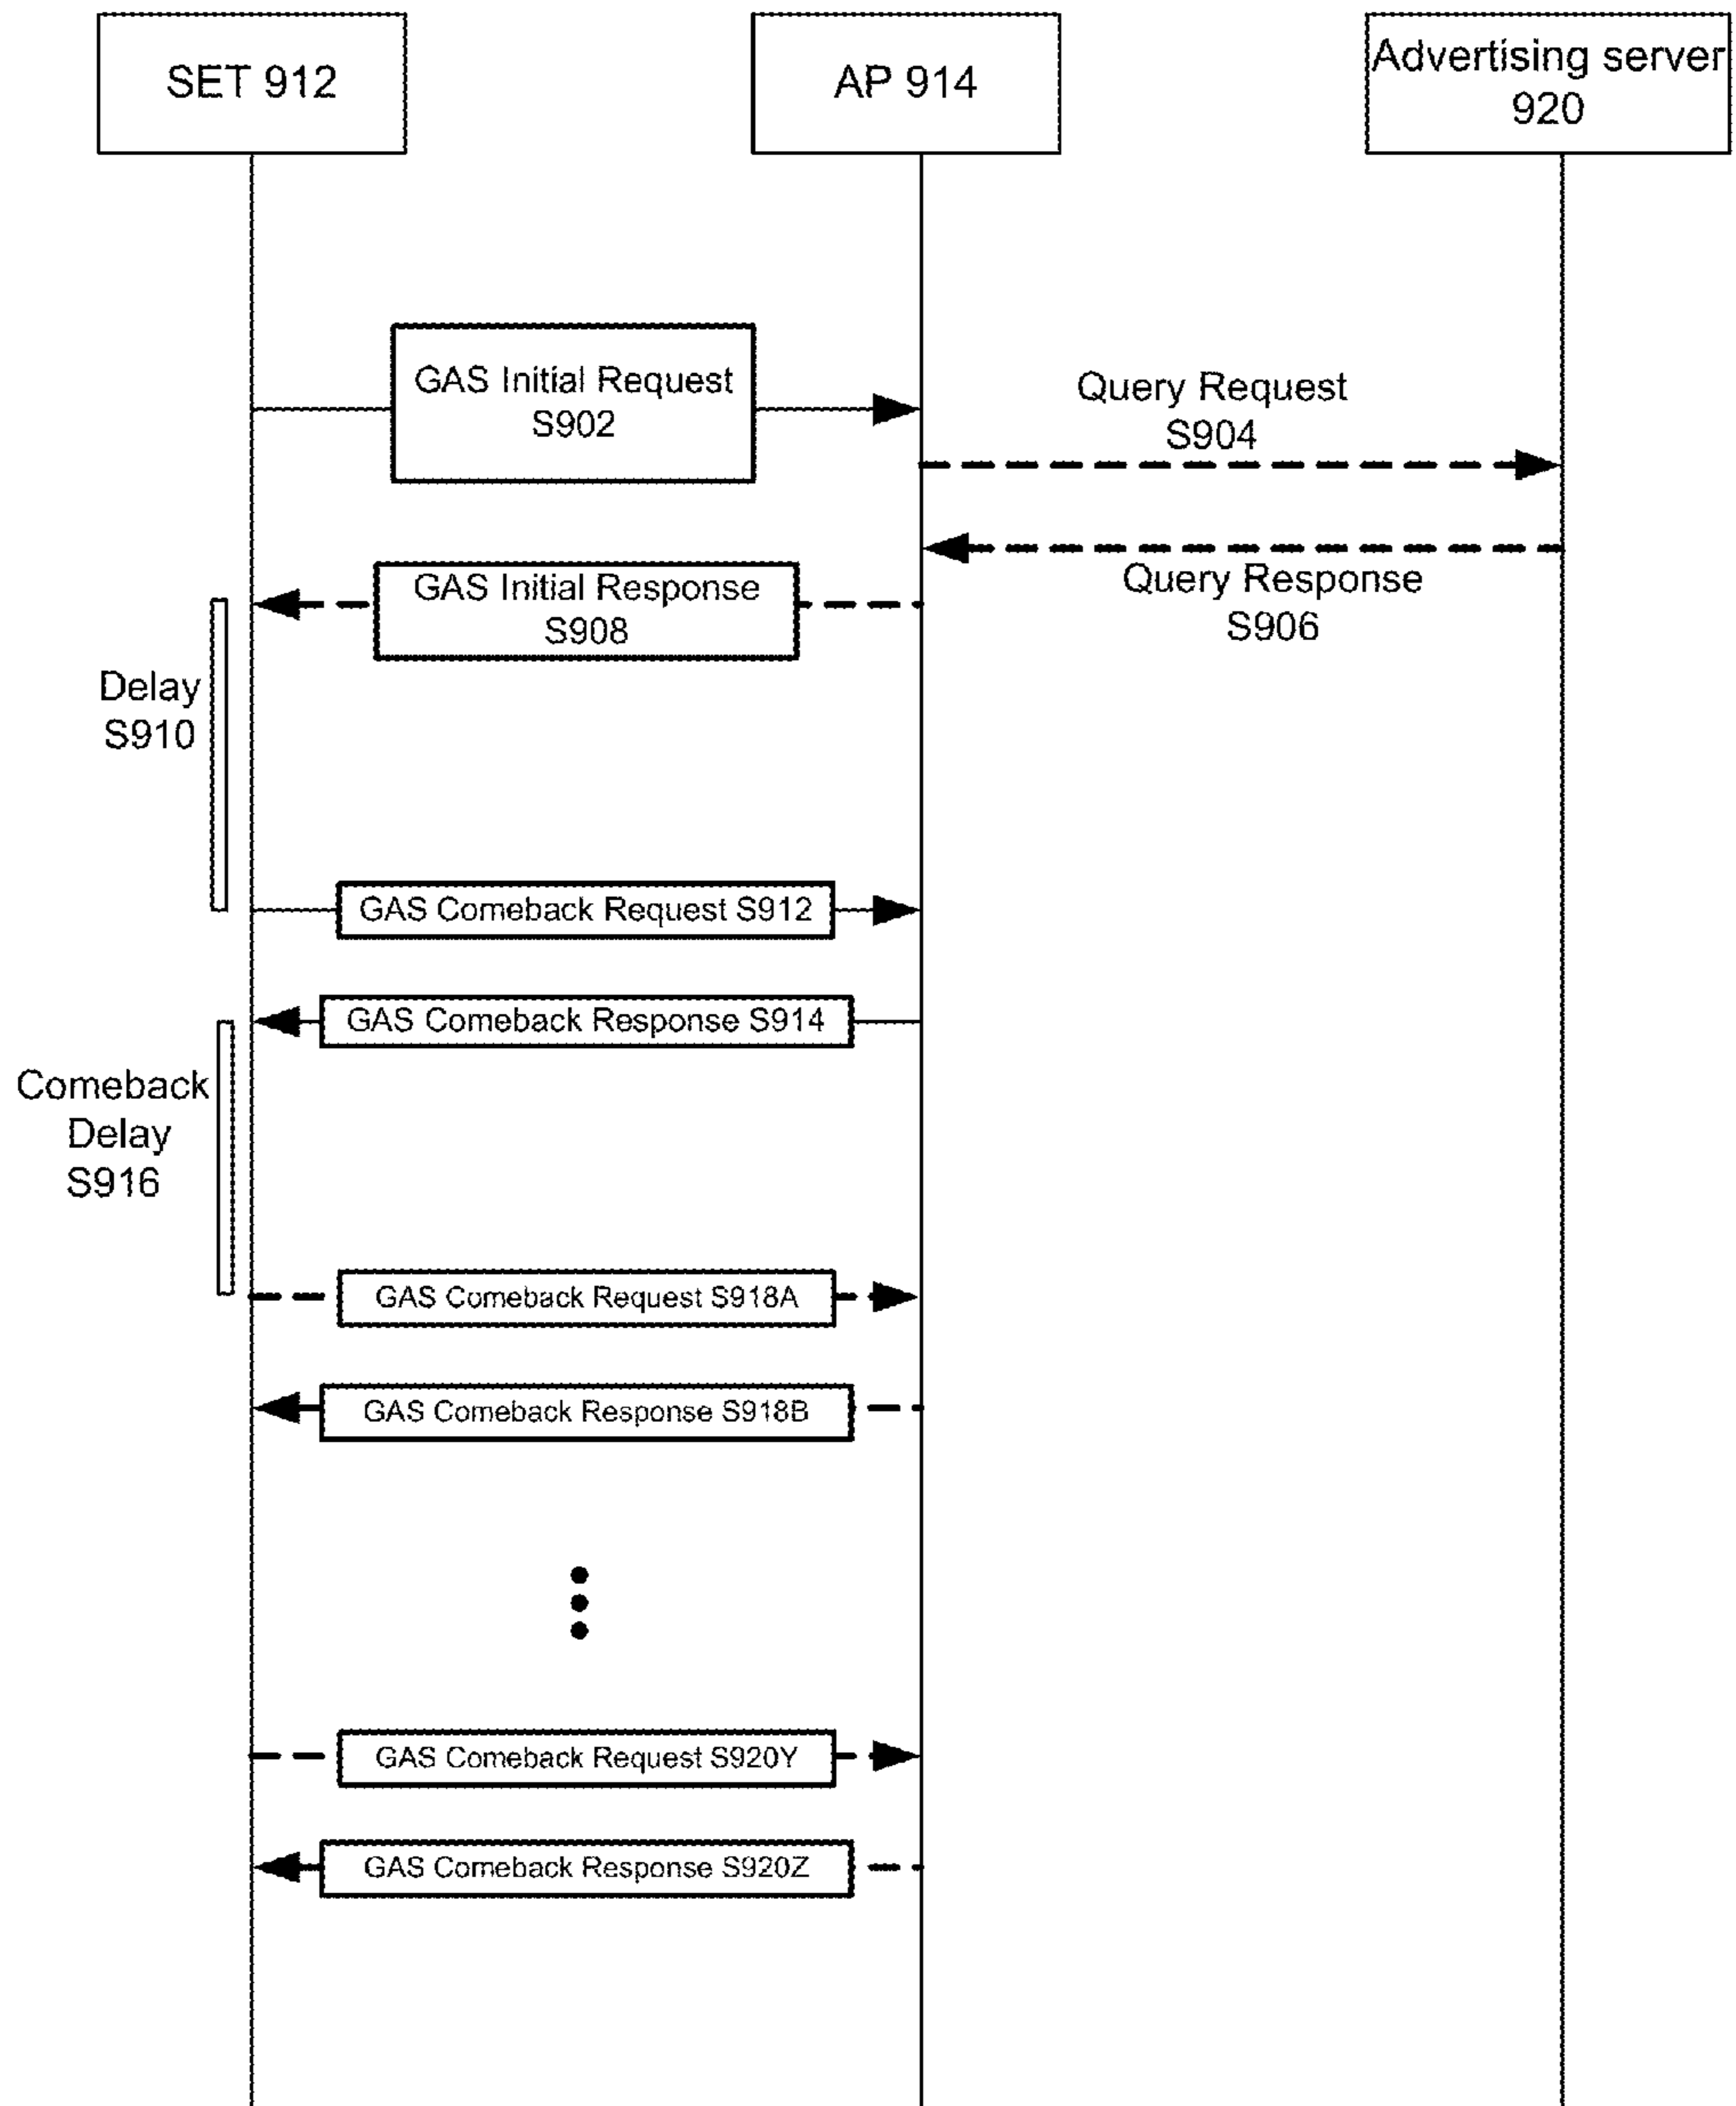 SET 912
AP 914
Advertising server
920
GAS Initial Request
S902
Query Request
S904
GAS Initial Response
S908
Query Response
S906
Delay
S910
GAS Comeback Request S912
GAS Comeback Response S914
Comeback
Delay
S916
GAS Comeback Request S918A
GAS Comeback Response S918B
GAS Comeback Request S920Y
GAS Comeback Response S920Z